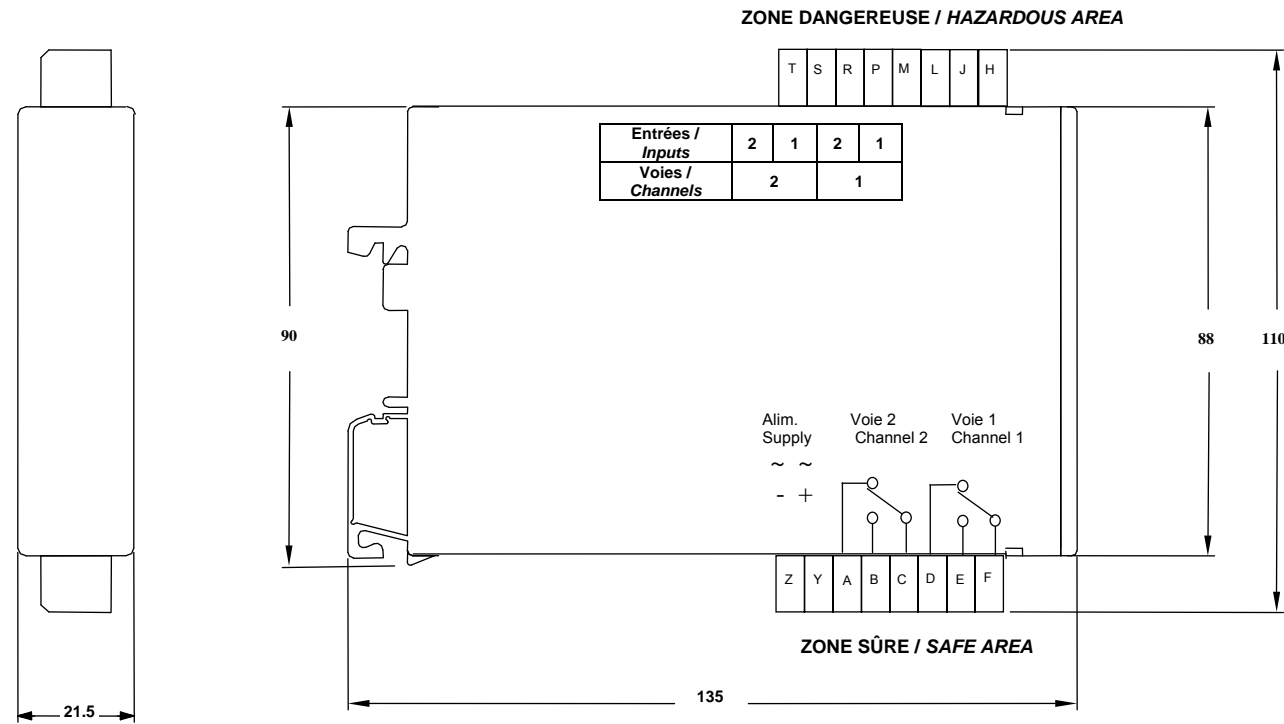 ZONE DANGEREUSE / HAZARDOUS AREA
T S R P M L J H
Entrées / Inputs 2 1 2 1
Voies / Channels 2 1
90
88
110
Alim. Voie 2 Voie 1
Supply Channel 2 Channel 1
~ ~
- +
Z Y A B C D E F
ZONE SÛRE / SAFE AREA
135
21.5